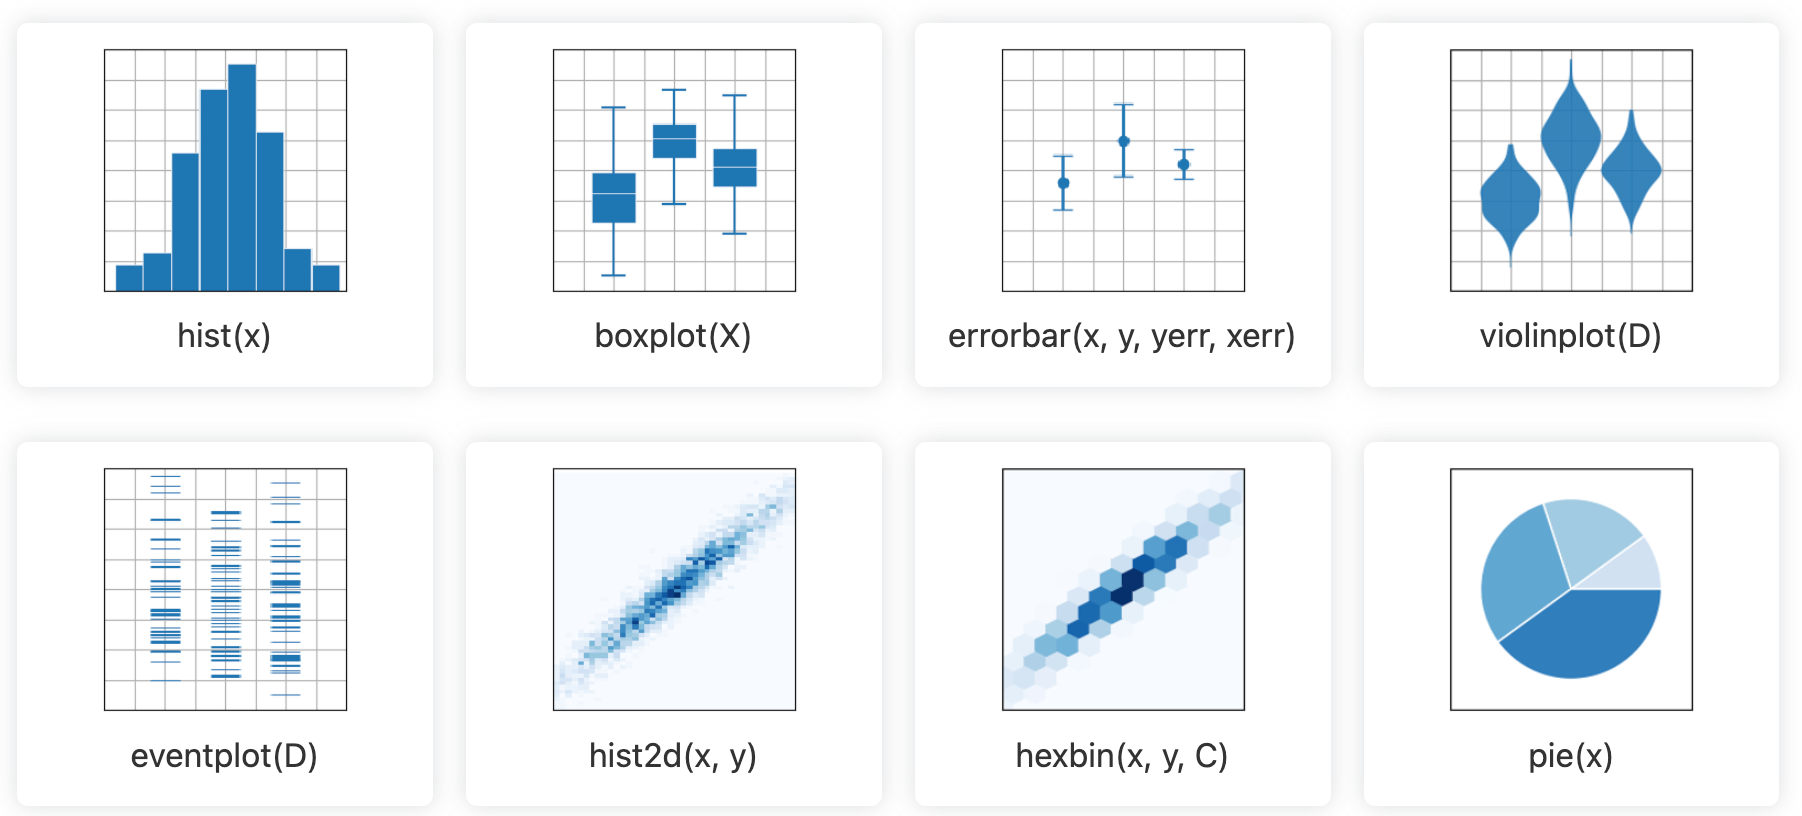 hist(x)
boxplot(X)
errorbar(x, y, yerr, xerr)
violinplot(D)
eventplot(D)
hist2d(x, y)
hexbin(x, y, C)
pie(x)